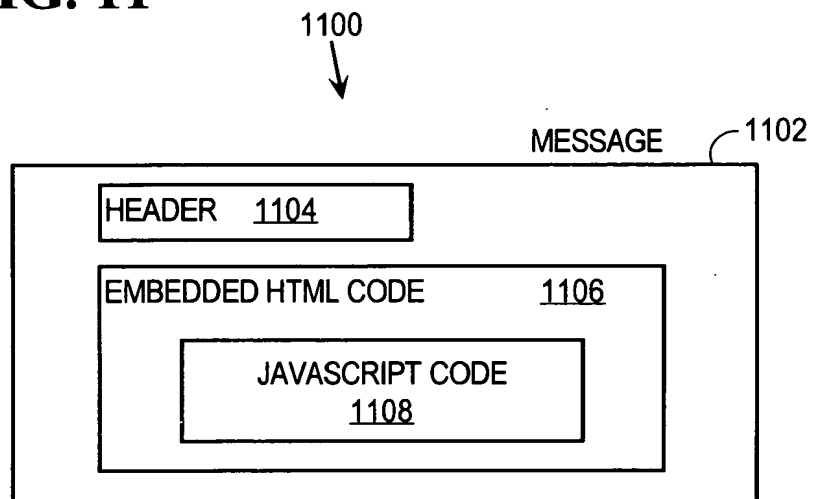 FIG. 11
1100
MESSAGE 1102
HEADER 1104
EMBEDDED HTML CODE 1106
JAVASCRIPT CODE
1108